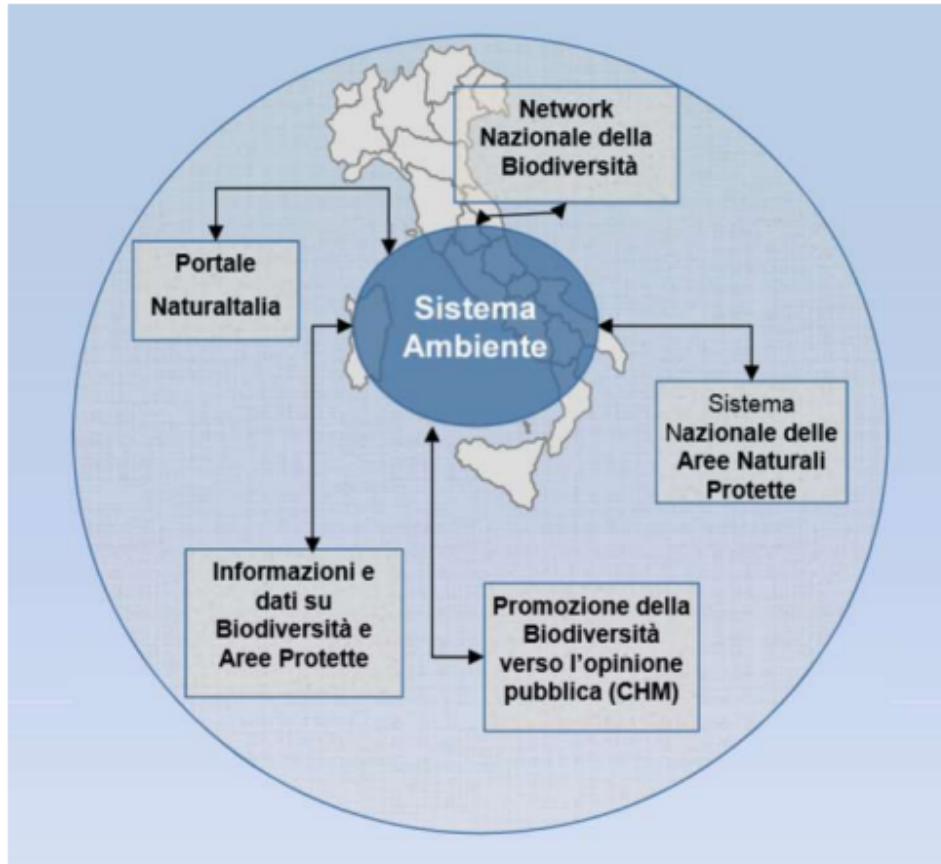 Network
Nazionale della
Biodiversità
Portale
NaturaItalia
Sistema
Ambiente
Sistema
Nazionale delle
Aree Naturali
Protette
Informazioni e
dati su
Biodiversità e
Aree Protette
Promozione della
Biodiversità
verso l'opinione
pubblica (CHM)